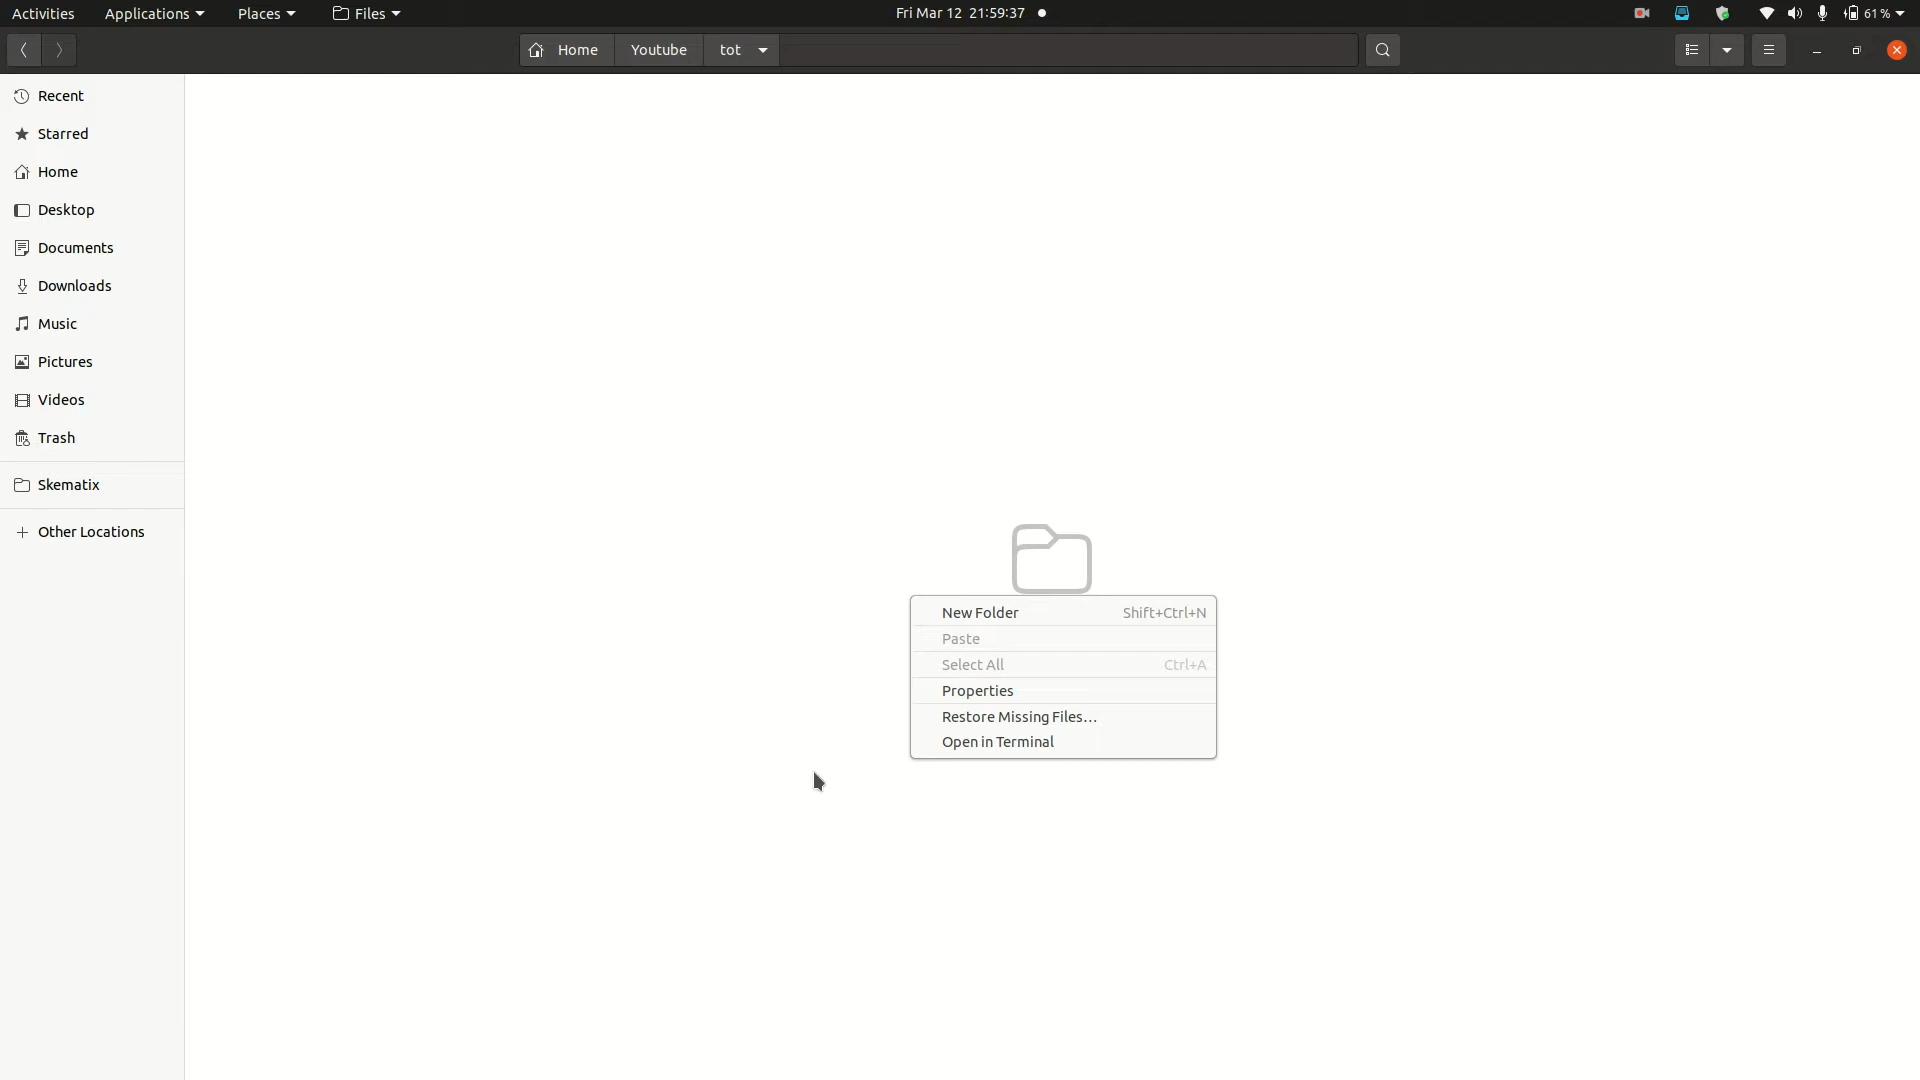 Activities Applications Places Files Fri Mar 12 21:59:37 61 %
Home Youtube tot
Recent
Starred
Home
Desktop
Documents
Downloads
Music
Pictures
Videos
Trash
Skematix
Other Locations
New Folder Shift+Ctrl+N
Paste
Select All Ctrl+A
Properties
Restore Missing Files…
Open in Terminal